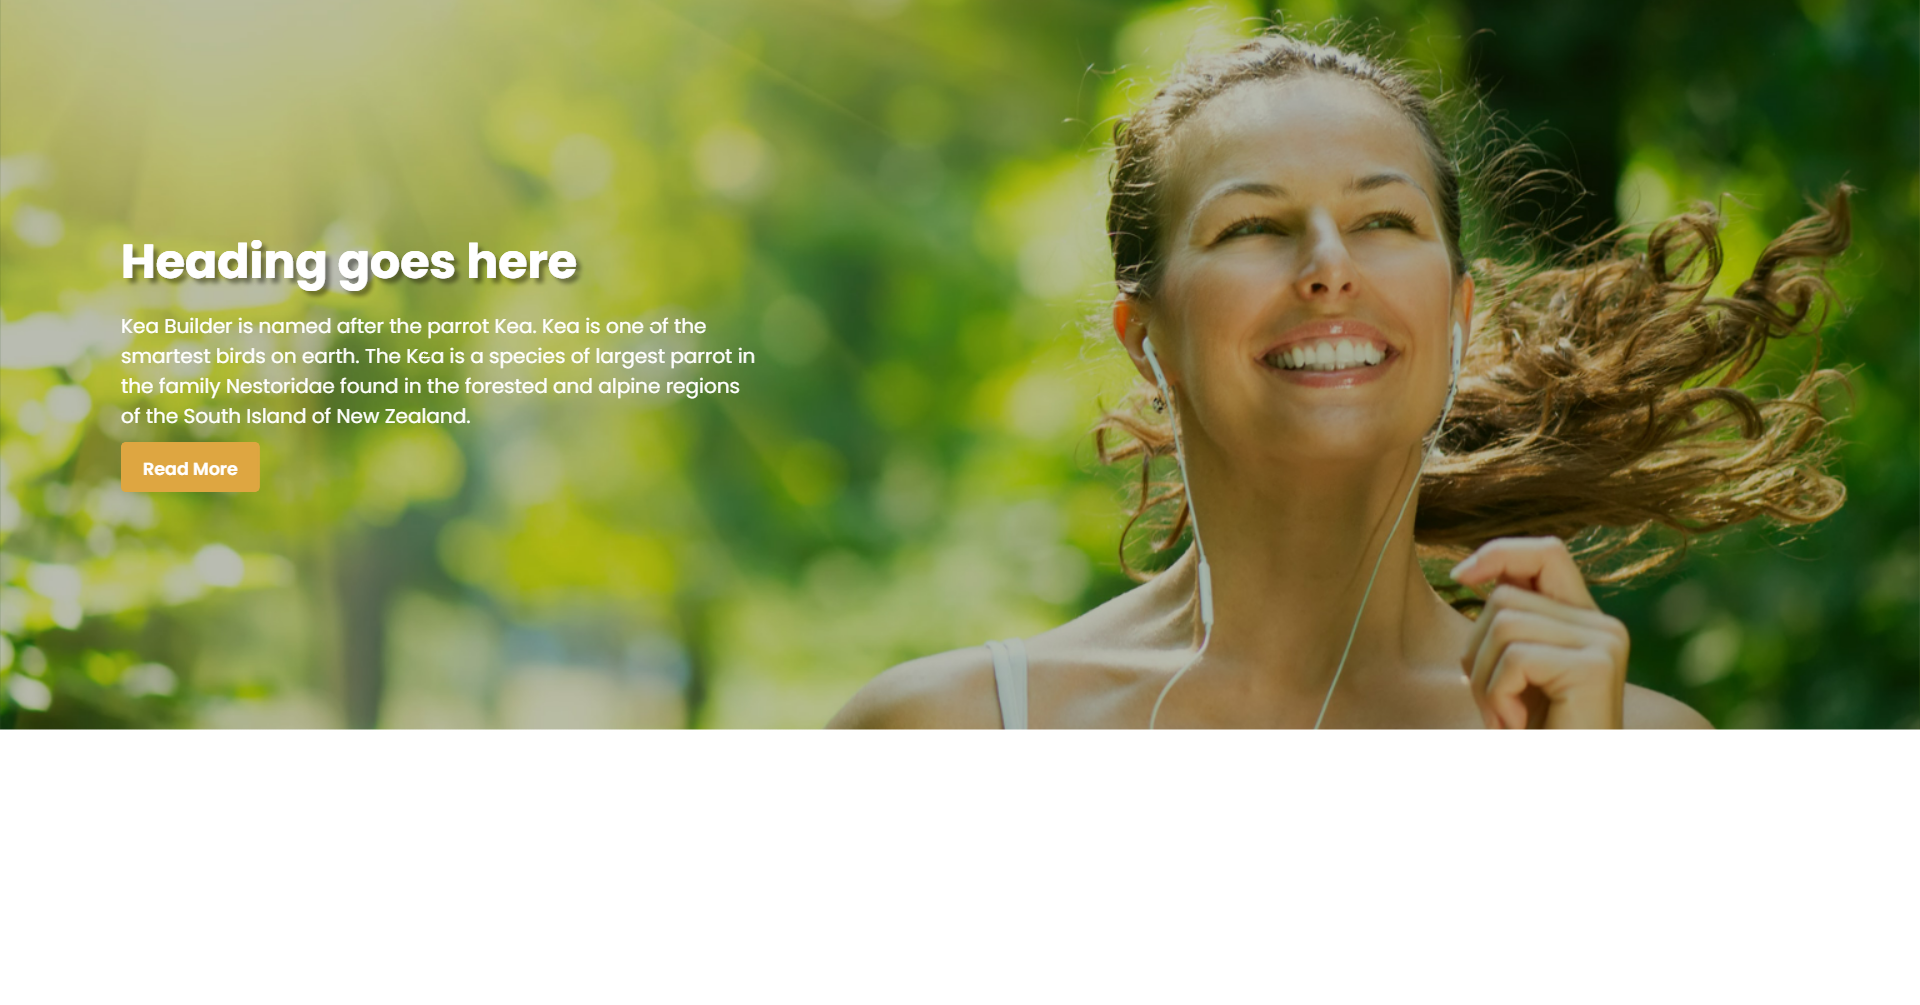 Heading goes here
Kea Builder is named after the parrot Kea. Kea is one of the
smartest birds on earth. The Kea is a species of largest parrot in
the family Nestoridae found in the forested and alpine regions
of the South Island of New Zealand.
Read More